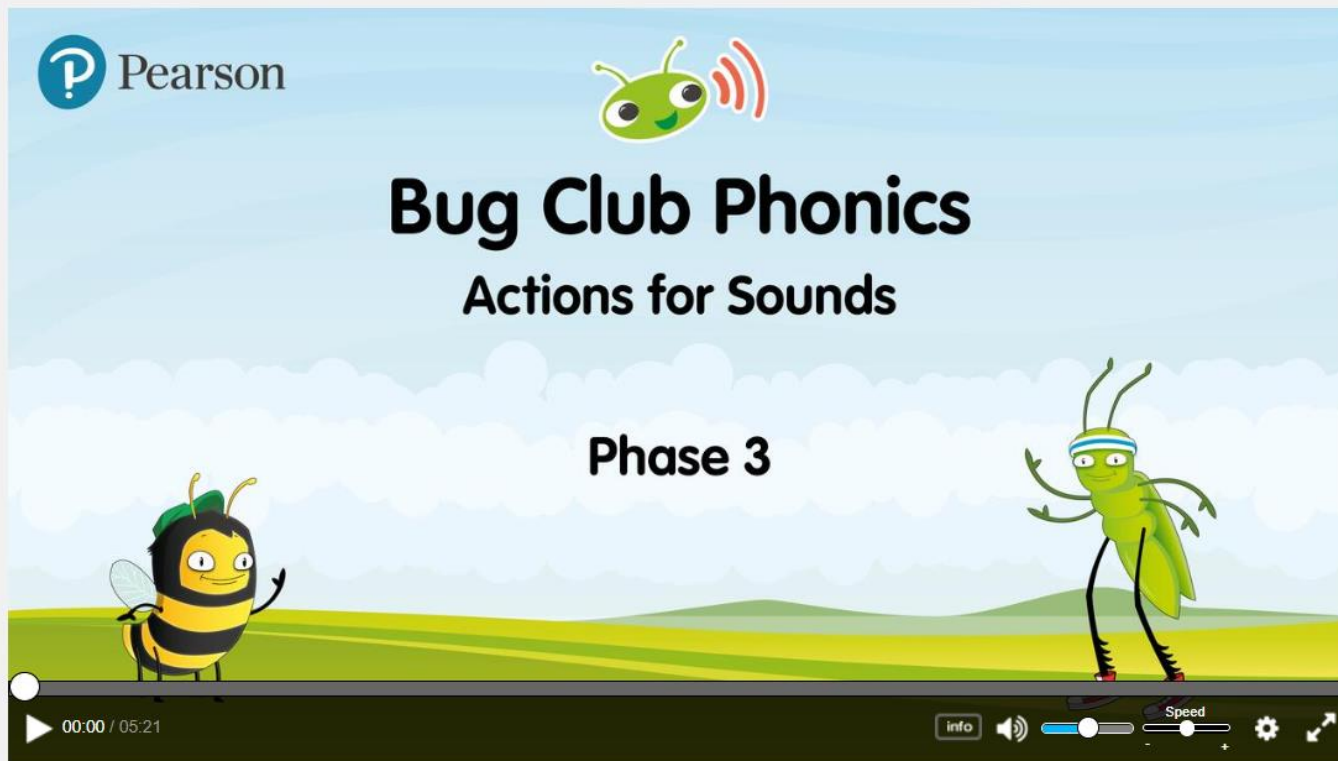 Pearson
Bug Club Phonics
Actions for Sounds
Phase 3
00:00 / 05:21
info
Speed
- +